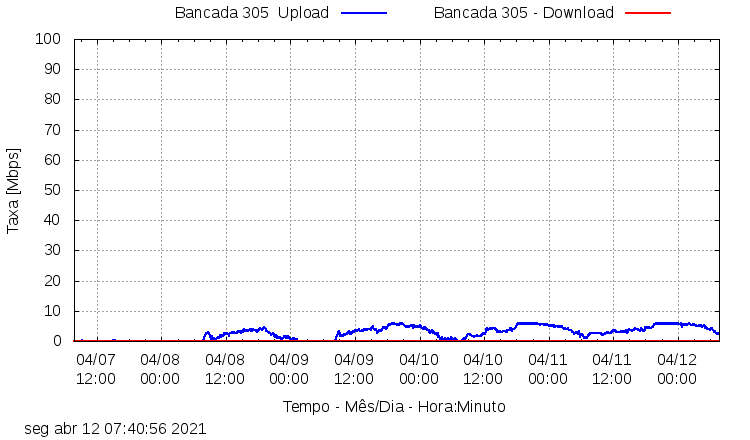 Bancada 305  Upload
Bancada 305 - Download
100
90
80
70
60
50
40
30
20
10
0
Taxa [Mbps]
04/07 04/08 04/08 04/09 04/09 04/10 04/10 04/11 04/11 04/12
12:00 00:00 12:00 00:00 12:00 00:00 12:00 00:00 12:00 00:00
Tempo - Mês/Dia - Hora:Minuto
seg abr 12 07:40:56 2021